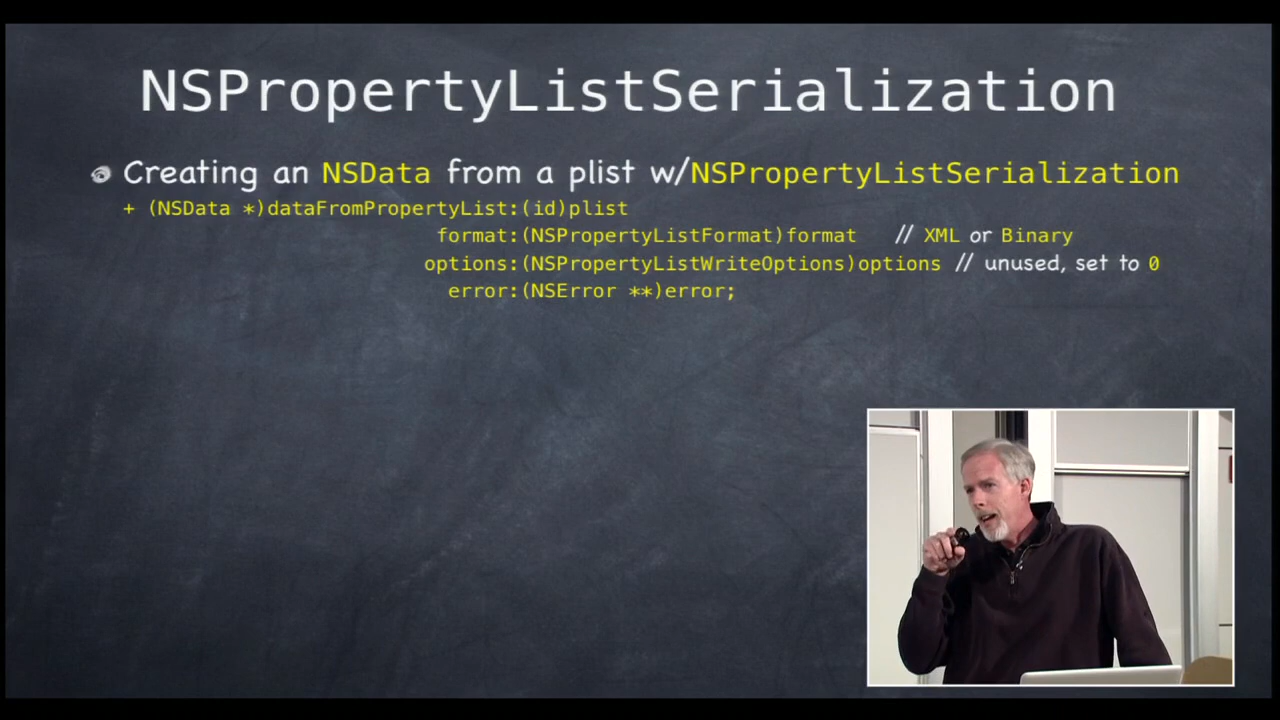 NSPropertyListSerialization
Creating an NSData from a plist w/NSPropertyListSerialization
+ (NSData *)dataFromPropertyList:(id)plist
format:(NSPropertyListFormat)format // XML or Binary
options:(NSPropertyListWriteOptions)options // unused, set to 0
error:(NSError **)error;